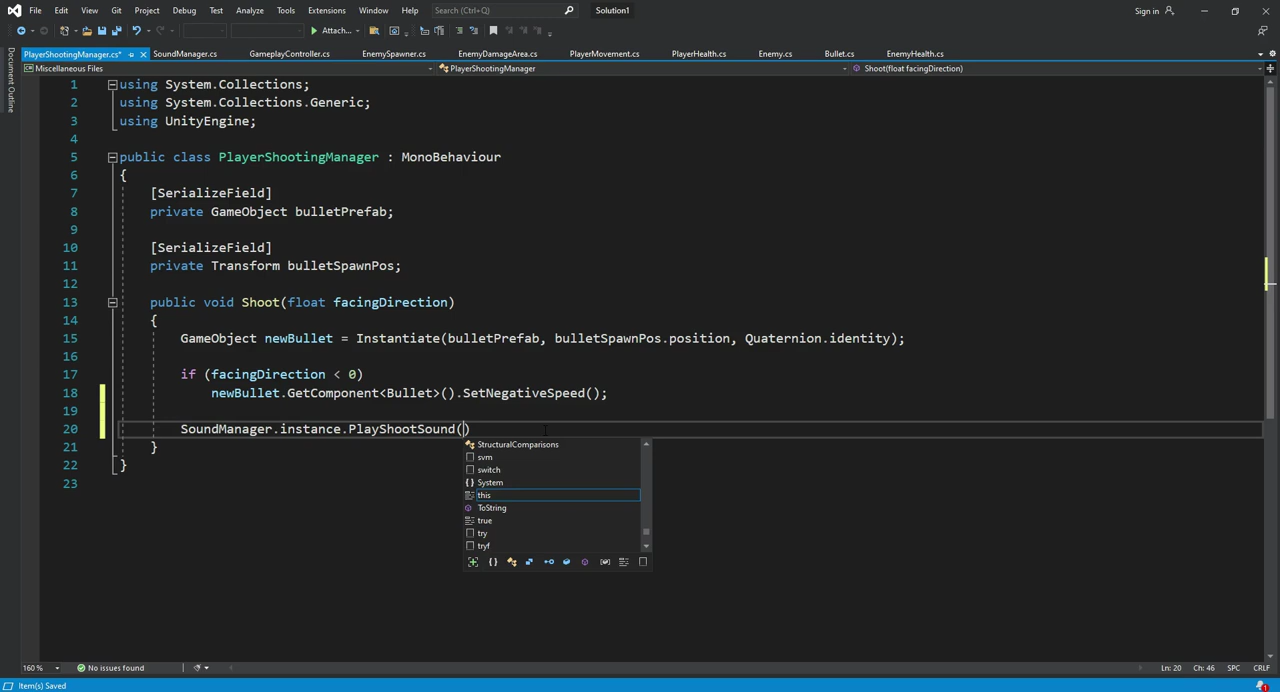 File Edit View Git Project Debug Test Analyze Tools Extensions Window Help Search (Ctrl+Q) Solution1 Sign in
Attach...
PlayerShootingManager.cs* SoundManager.cs GameplayController.cs EnemySpawner.cs EnemyDamageArea.cs PlayerMovement.cs PlayerHealth.cs Enemy.cs Bullet.cs EnemyHealth.cs
Document Outline
Miscellaneous Files PlayerShootingManager Shoot(float facingDirection)
1 using System.Collections;
2 using System.Collections.Generic;
3 using UnityEngine;
4
5 public class PlayerShootingManager : MonoBehaviour
6 {
7 [SerializeField]
8 private GameObject bulletPrefab;
9
10 [SerializeField]
11 private Transform bulletSpawnPos;
12
13 public void Shoot(float facingDirection)
14 {
15 GameObject newBullet = Instantiate(bulletPrefab, bulletSpawnPos.position, Quaternion.identity);
16
17 if (facingDirection < 0)
18 newBullet.GetComponent<Bullet>().SetNegativeSpeed();
19
20 SoundManager.instance.PlayShootSound()
21 }
22 }
23
StructuralComparisons
svm
switch
{ } System
this
ToString
true
try
tryf
160 % No issues found Ln: 20 Ch: 46 SPC CRLF
Item(s) Saved